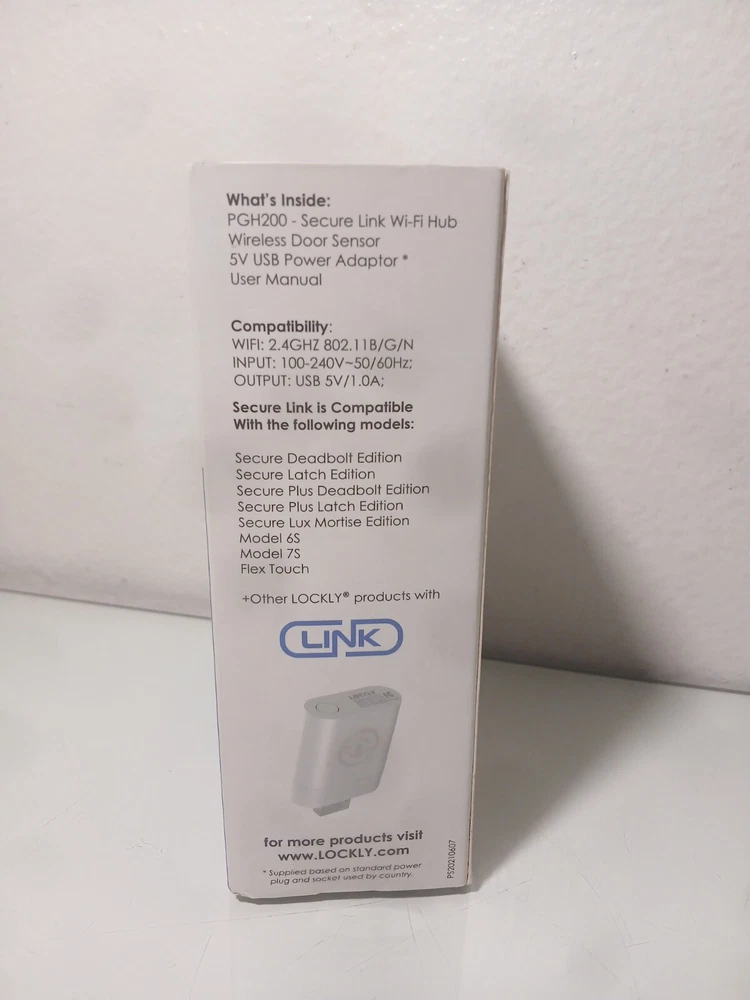 What's Inside:
PGH200 - Secure Link Wi-Fi Hub
Wireless Door Sensor
5V USB Power Adaptor *
User Manual
Compatibility:
WIFI: 2.4GHZ 802.11B/G/N
INPUT: 100-240V~50/60Hz;
OUTPUT: USB 5V/1.0A;
Secure Link is Compatible
With the following models:
Secure Deadbolt Edition
Secure Latch Edition
Secure Plus Deadbolt Edition
Secure Plus Latch Edition
Secure Lux Mortise Edition
Model 6S
Model 7S
Flex Touch
+Other LOCKLY® products with
LINK
for more products visit
www.LOCKLY.com
* Supplied based on standard power
plug and socket used by country.
PS20210607